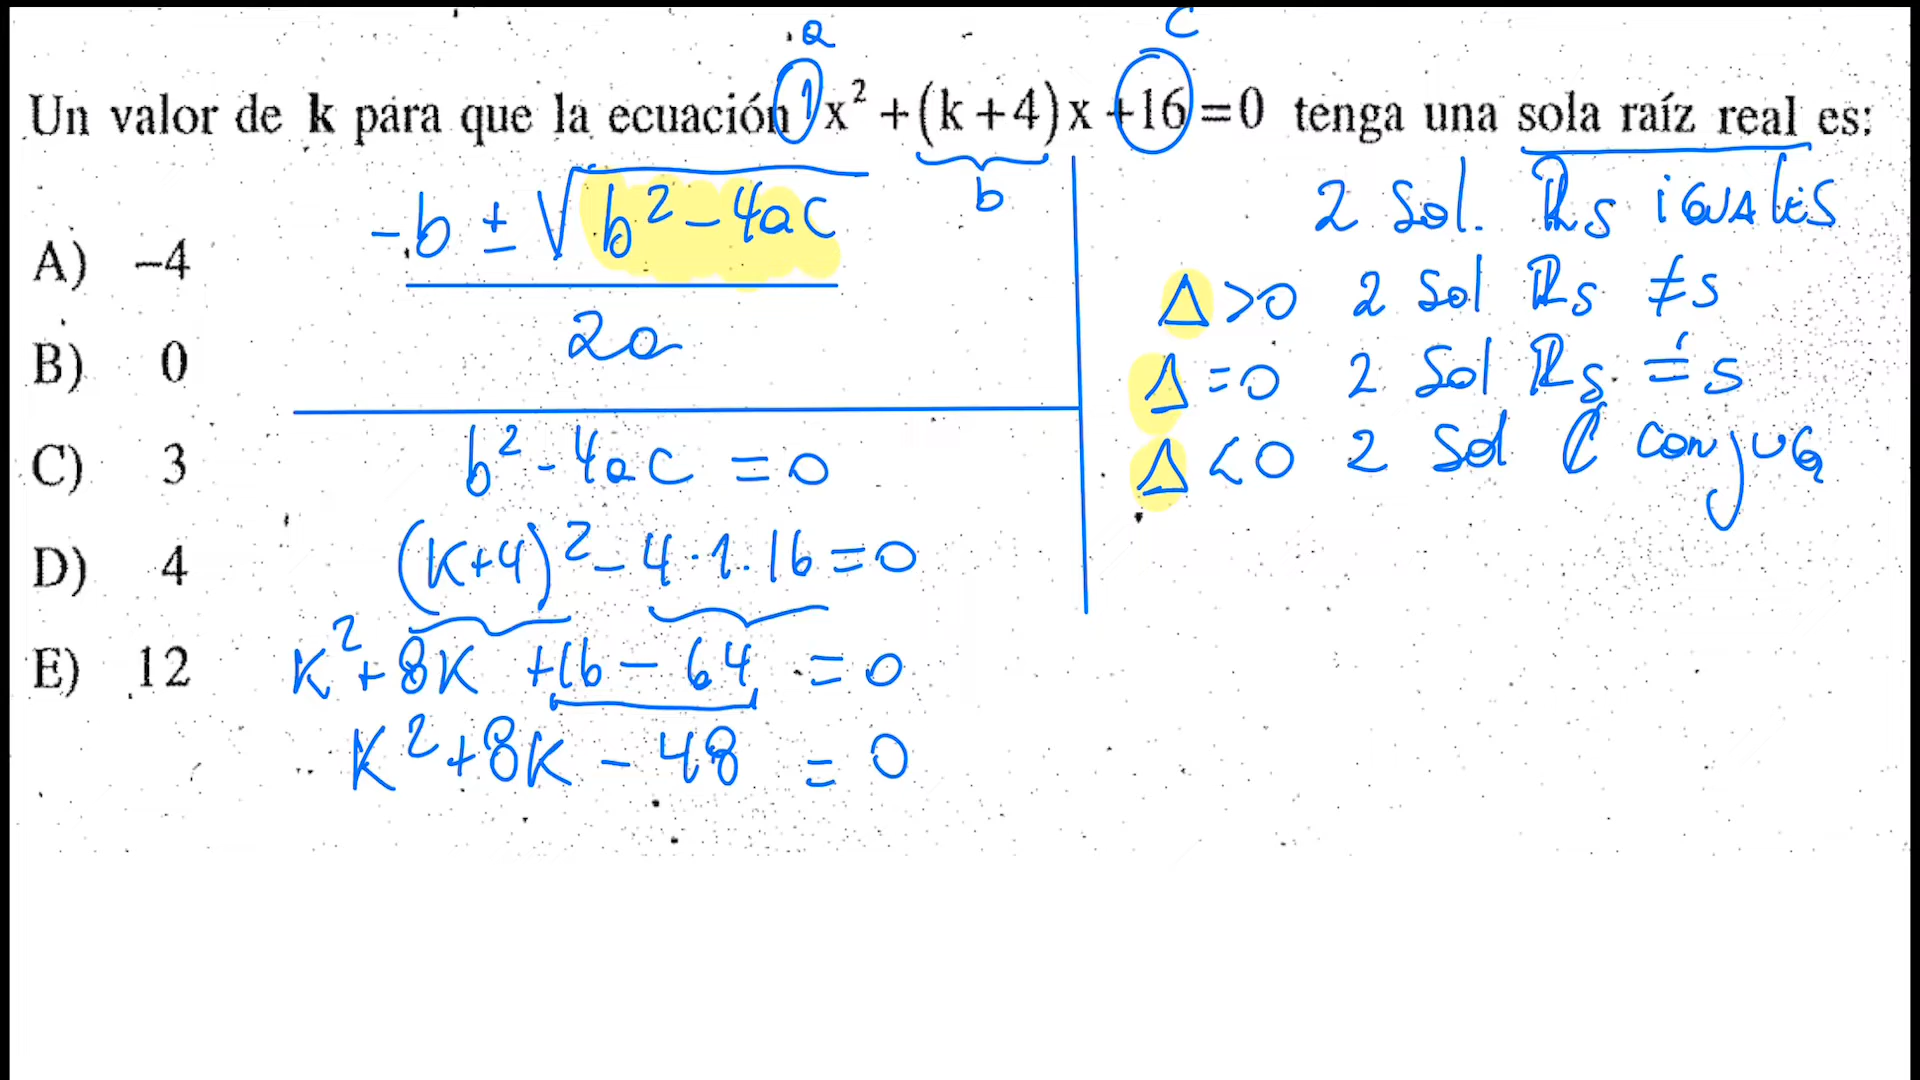 a
C
Un valor de k para que la ecuación 1x² + (k + 4) x + 16 = 0 tenga una sola raíz real es:
b
2 Sol. ℝs iGUALES
A) −4
B) 0
C) 3
D) 4
E) 12
-b ± √b² - 4ac
2a
Δ > 0 2 Sol ℝs ≠s
Δ = 0 2 Sol ℝs =s
Δ < 0 2 Sol ℂ conjuG
b² - 4ac = 0
(K+4)² - 4·1·16 = 0
K² + 8K + 16 - 64 = 0
K² + 8K - 48 = 0